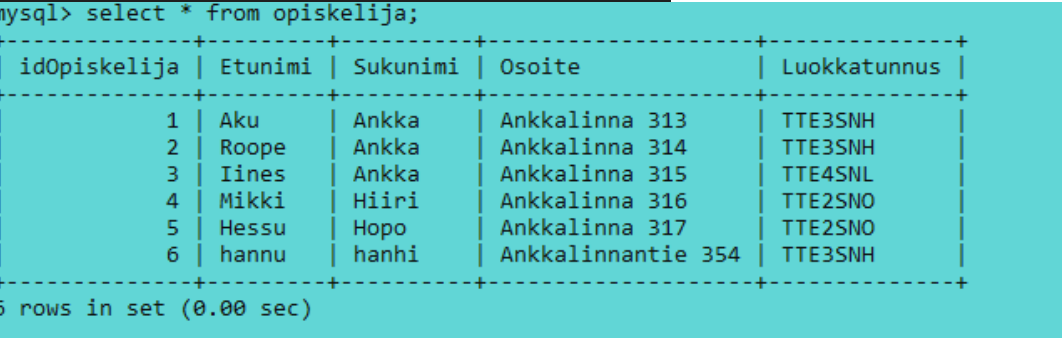 mysql> select * from opiskelija;
+--------------+---------+----------+--------------------+--------------+
| idOpiskelija | Etunimi | Sukunimi | Osoite             | Luokkatunnus |
+--------------+---------+----------+--------------------+--------------+
|            1 | Aku     | Ankka    | Ankkalinna 313     | TTE3SNH      |
|            2 | Roope   | Ankka    | Ankkalinna 314     | TTE3SNH      |
|            3 | Iines   | Ankka    | Ankkalinna 315     | TTE4SNL      |
|            4 | Mikki   | Hiiri    | Ankkalinna 316     | TTE2SNO      |
|            5 | Hessu   | Hopo     | Ankkalinna 317     | TTE2SNO      |
|            6 | hannu   | hanhi    | Ankkalinnantie 354 | TTE3SNH      |
+--------------+---------+----------+--------------------+--------------+
6 rows in set (0.00 sec)